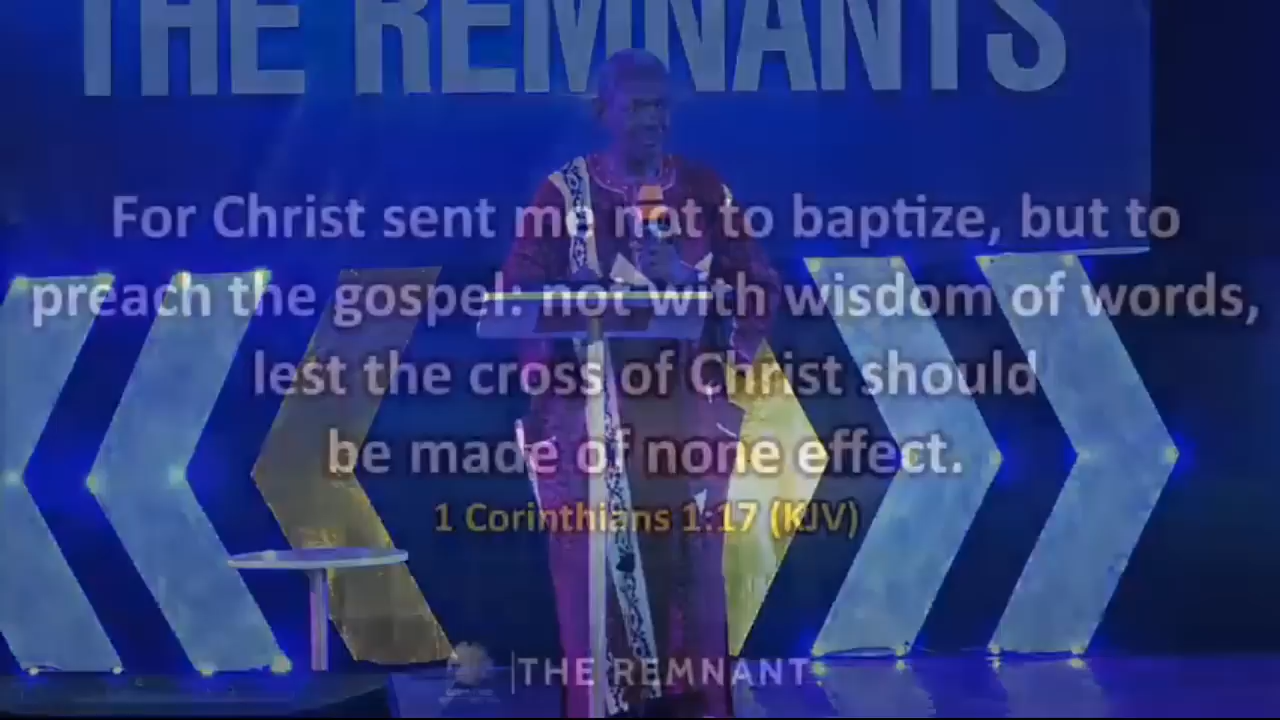 THE REMNANTS
For Christ sent me not to baptize, but to
preach the gospel: not with wisdom of words,
lest the cross of Christ should
be made of none effect.
1 Corinthians 1:17 (KJV)
THE REMNANT